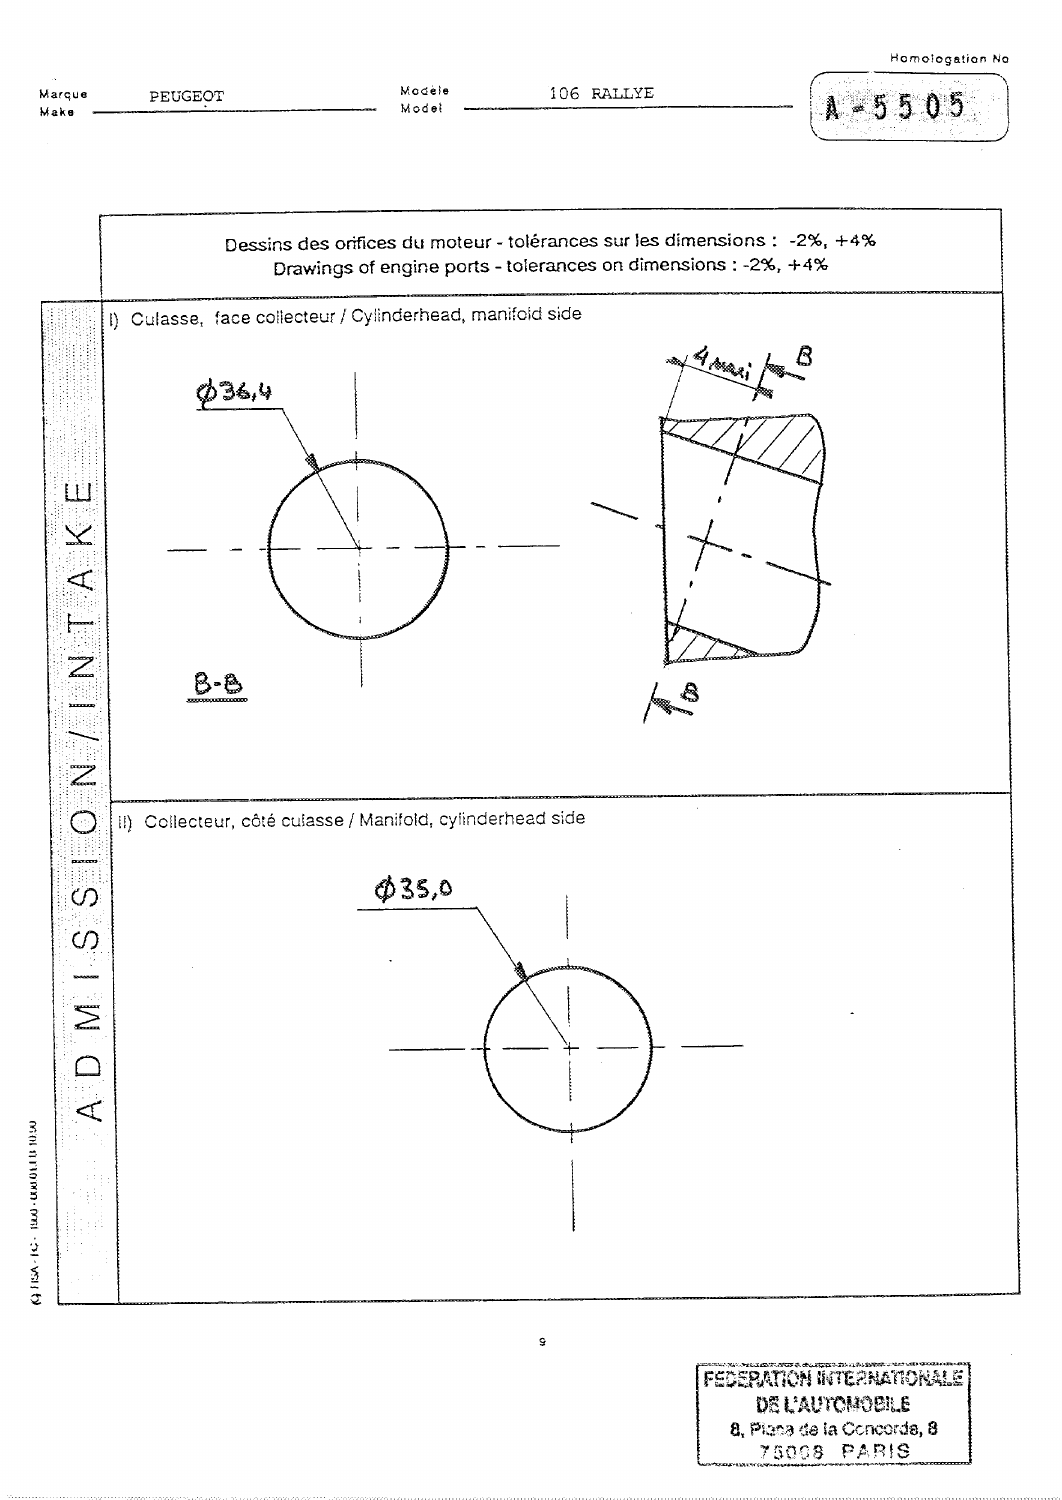 Homologation No
Marque
Make
PEUGEOT
Modèle
Model
106 RALLYE
A-5505
Dessins des orifices du moteur - tolérances sur les dimensions : -2%, +4%
Drawings of engine ports - tolerances on dimensions : -2%, +4%
I) Culasse, face collecteur / Cylinderhead, manifold side
4 maxi
B
ϕ36,4
B-B
B
ADMISSION/INTAKE
II) Collecteur, côté culasse / Manifold, cylinderhead side
ϕ35,0
9
FEDERATION INTERNATIONALE
DE L'AUTOMOBILE
8, Place de la Concorde, 8
75008 PARIS